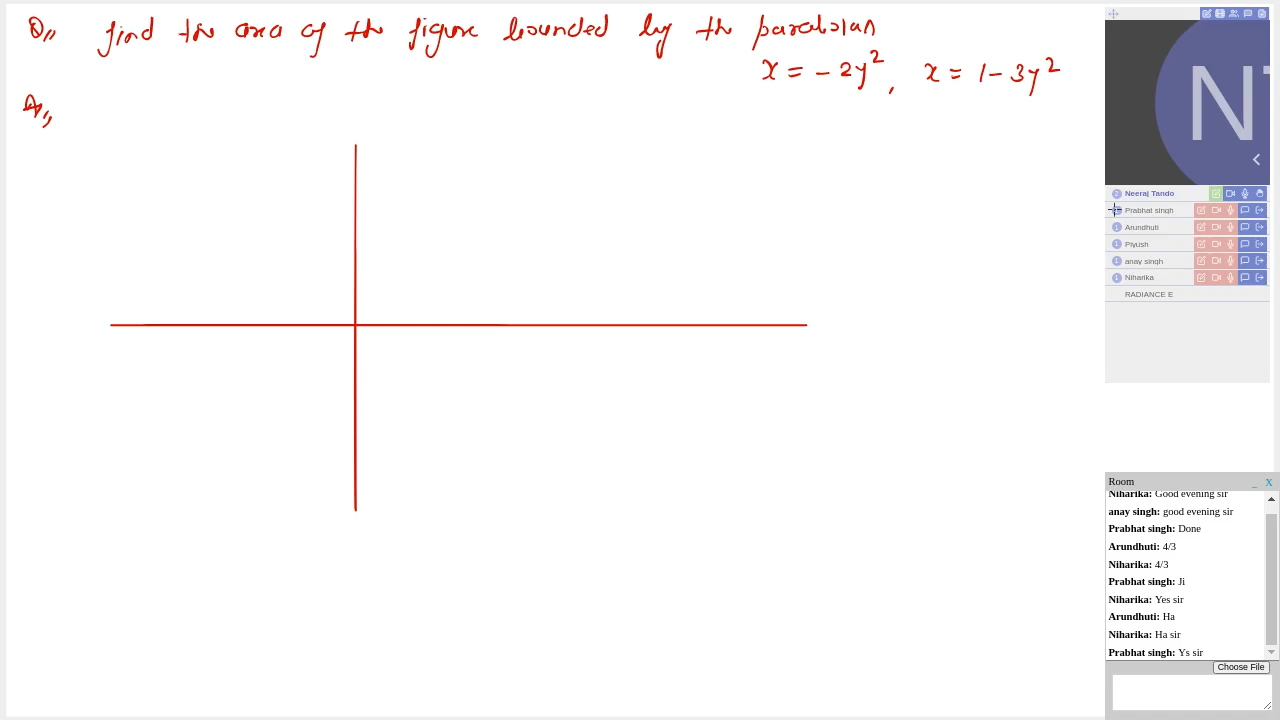 Q,, find the area of the figure bounded by the parabolas
x = -2y², x = 1-3y²
A,,
N
Neeraj Tando
Prabhat singh
Arundhuti
Piyush
anay singh
Niharika
RADIANCE E
Room _ X
Niharika: Good evening sir
anay singh: good evening sir
Prabhat singh: Done
Arundhuti: 4/3
Niharika: 4/3
Prabhat singh: Ji
Niharika: Yes sir
Arundhuti: Ha
Niharika: Ha sir
Prabhat singh: Ys sir
Choose File